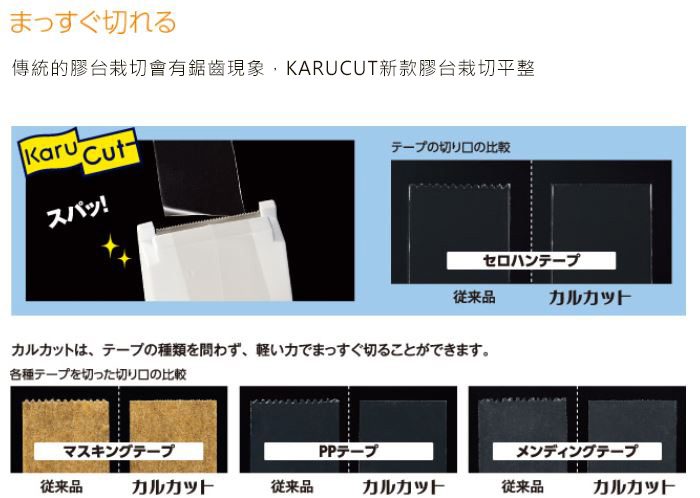 まっすぐ切れる
傳統的膠台栽切會有鋸齒現象，KARUCUT新款膠台栽切平整
Karu Cut
スパッ!
テープの切り口の比較
セロハンテープ
従来品 カルカット
カルカットは、テープの種類を問わず、軽い力でまっすぐ切ることができます。
各種テープを切った切り口の比較
マスキングテープ PPテープ メンディングテープ
従来品 カルカット 従来品 カルカット 従来品 カルカット